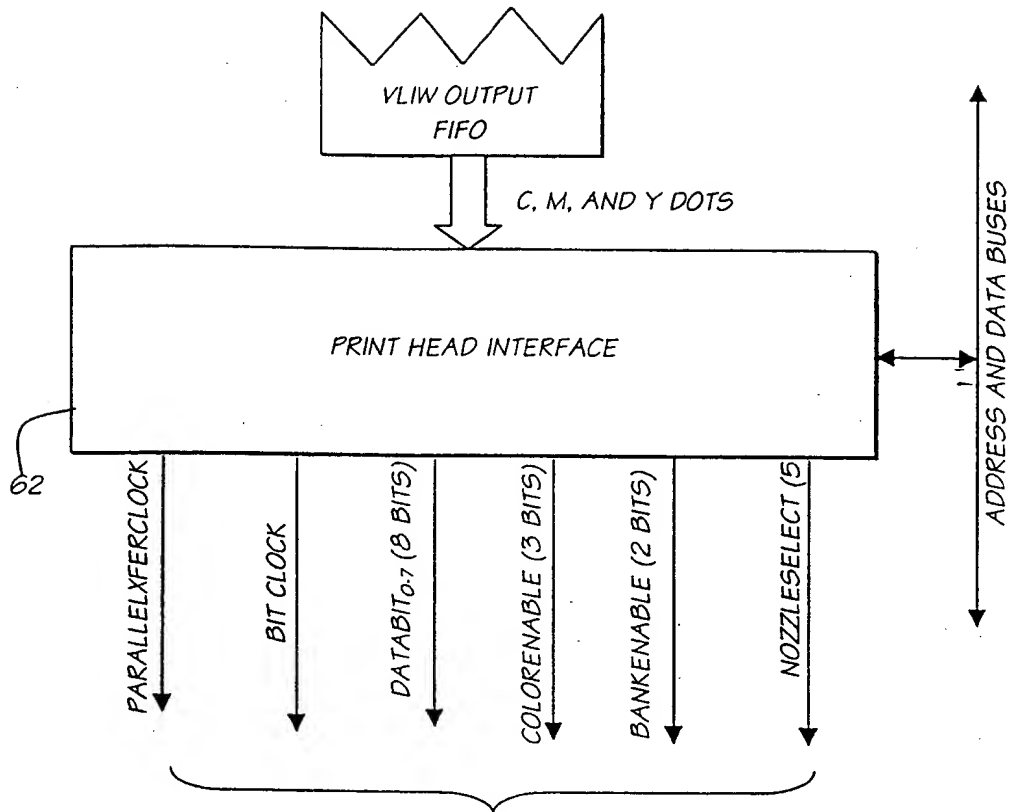 VLIW OUTPUT
FIFO
C, M, AND Y DOTS
PRINT HEAD INTERFACE
ADDRESS AND DATA BUSES
62
PARALLELXFERCLOCK
BIT CLOCK
DATABIT0-7 (8 BITS)
COLORENABLE (3 BITS)
BANKENABLE (2 BITS)
NOZZLESELECT (5